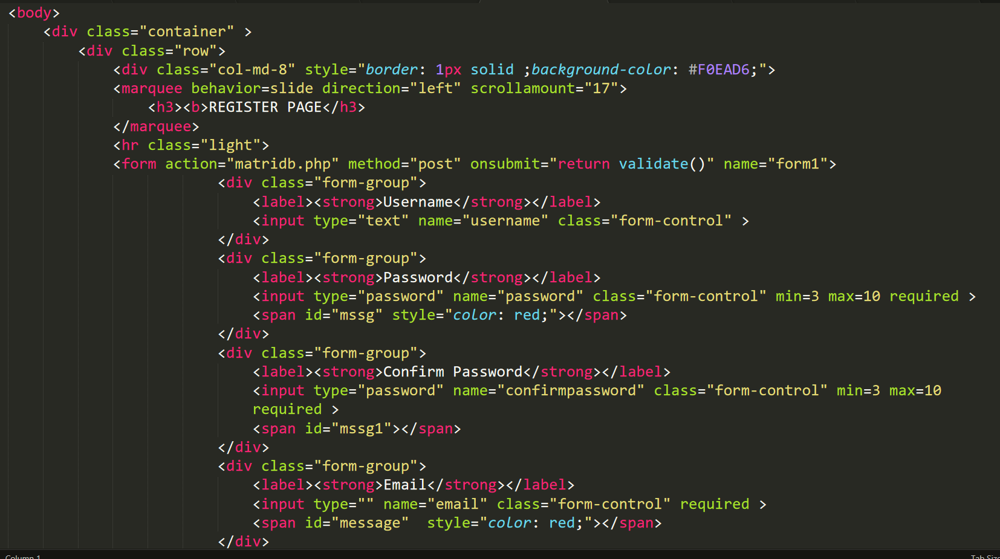 <body>
<div class="container" >
<div class="row">
<div class="col-md-8" style="border: 1px solid ;background-color: #F0EAD6;">
<marquee behavior=slide direction="left" scrollamount="17">
<h3><b>REGISTER PAGE</h3>
</marquee>
<hr class="light">
<form action="matridb.php" method="post" onsubmit="return validate()" name="form1">
<div class="form-group">
<label><strong>Username</strong></label>
<input type="text" name="username" class="form-control" >
</div>
<div class="form-group">
<label><strong>Password</strong></label>
<input type="password" name="password" class="form-control" min=3 max=10 required >
<span id="mssg" style="color: red;"></span>
</div>
<div class="form-group">
<label><strong>Confirm Password</strong></label>
<input type="password" name="confirmpassword" class="form-control" min=3 max=10
required >
<span id="mssg1"></span>
</div>
<div class="form-group">
<label><strong>Email</strong></label>
<input type="" name="email" class="form-control" required >
<span id="message"  style="color: red;"></span>
</div>
Column 1
Tab Size